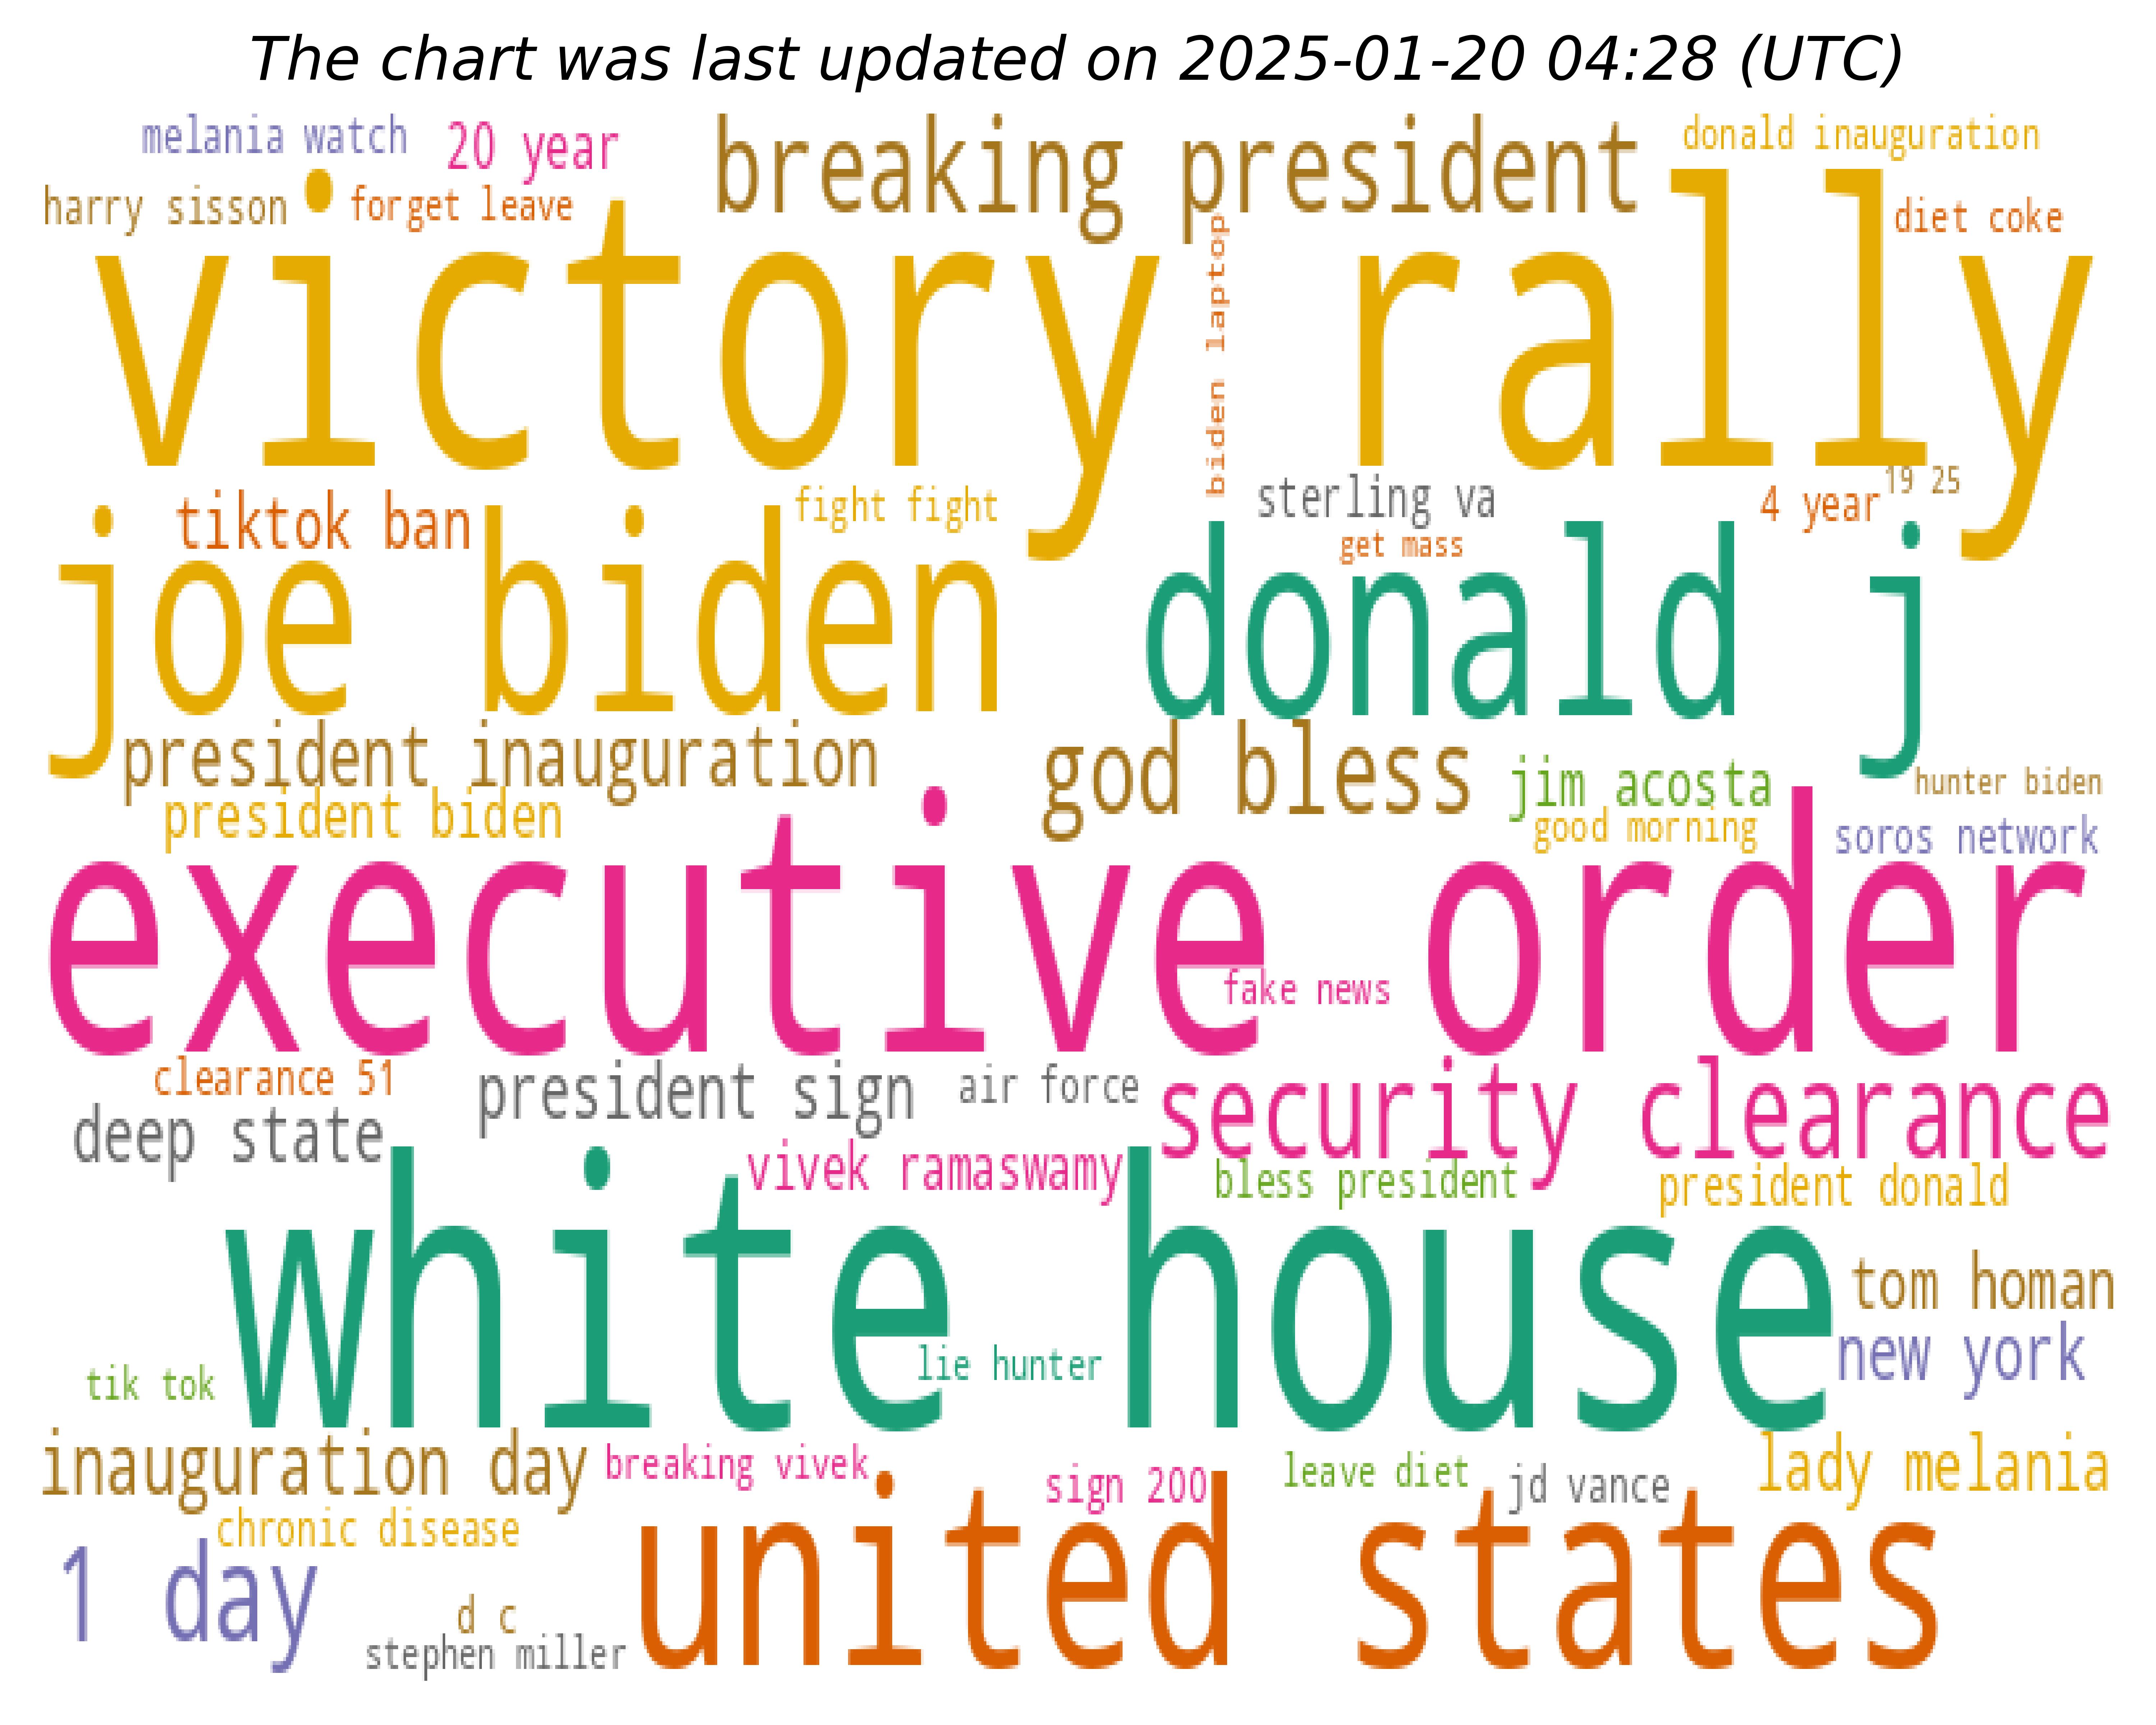 The chart was last updated on 2025-01-20 04:28 (UTC)
melania watch
20 year
breaking president
donald inauguration
harry sisson
forget leave
diet coke
victory rally
biden laptop
tiktok ban
fight fight
sterling va
4 year
19 25
get mass
joe biden
donald j
president inauguration
god bless
jim acosta
hunter biden
president biden
good morning
soros network
executive order
fake news
clearance 51
president sign
air force
security clearance
deep state
vivek ramaswamy
bless president
president donald
white house
tom homan
new york
lie hunter
tik tok
inauguration day
breaking vivek
sign 200
leave diet
jd vance
lady melania
chronic disease
1 day
united states
d c
stephen miller